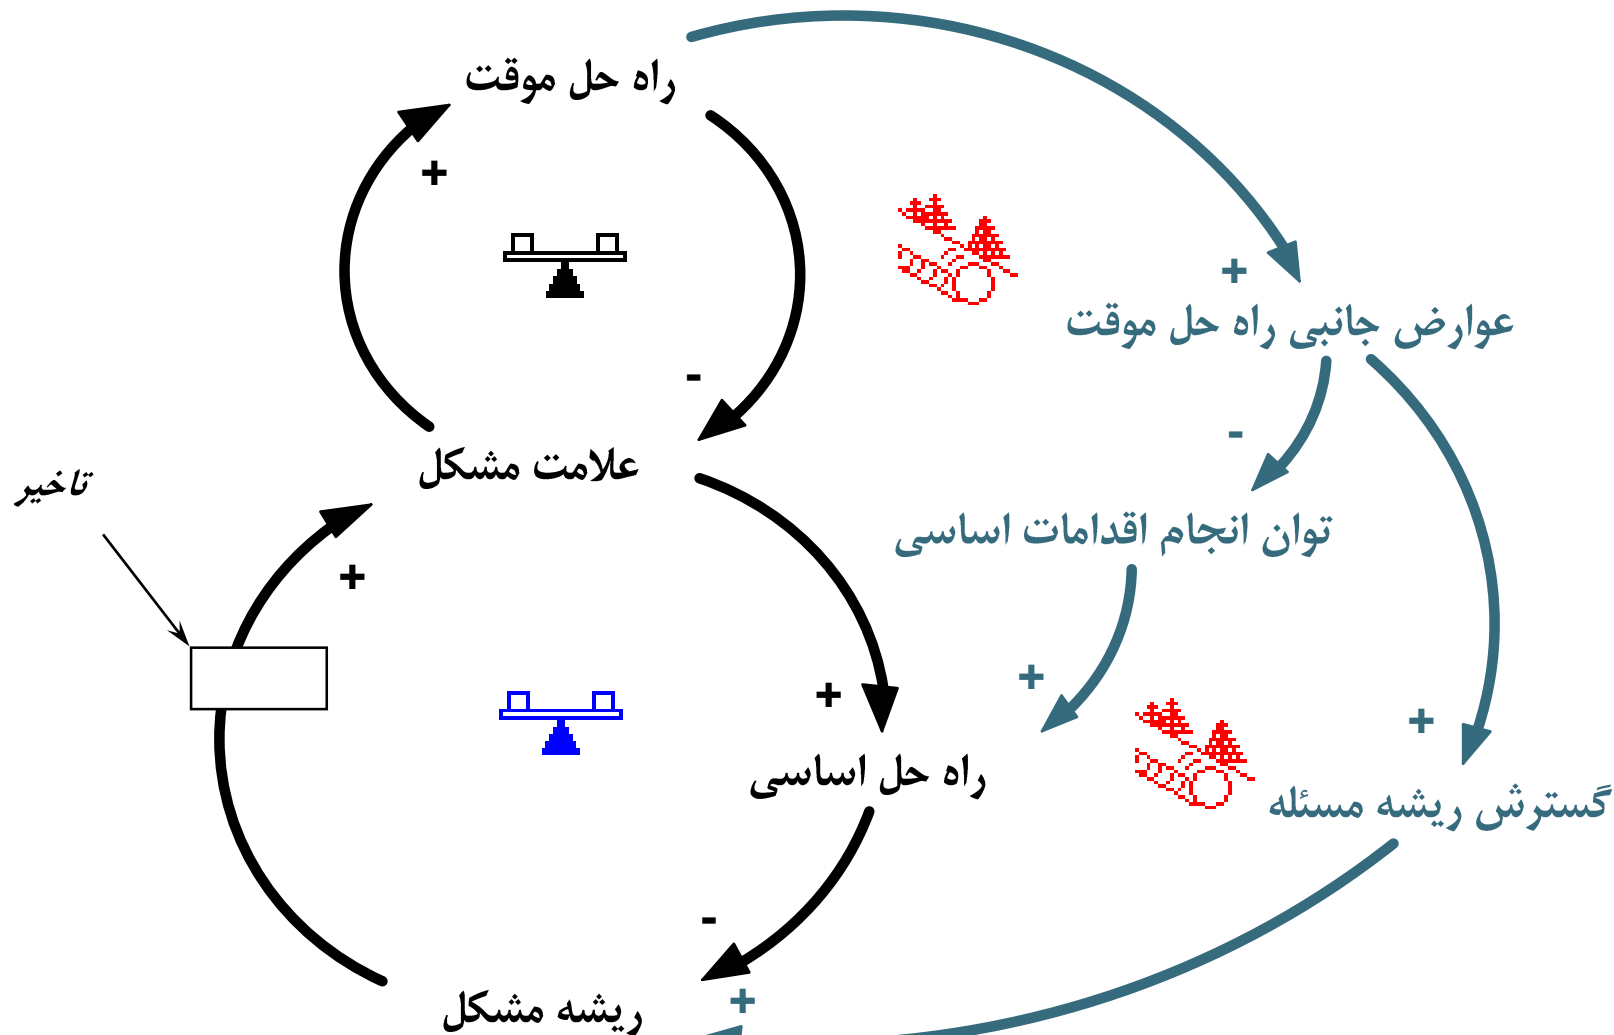 راه حل موقت
+
عوارض جانبی راه حل موقت
+
-
علامت مشکل
-
تاخیر
توان انجام اقدامات اساسی
+
+
+
+
راه حل اساسی
گسترش ریشه مسئله
-
+
ریشه مشکل